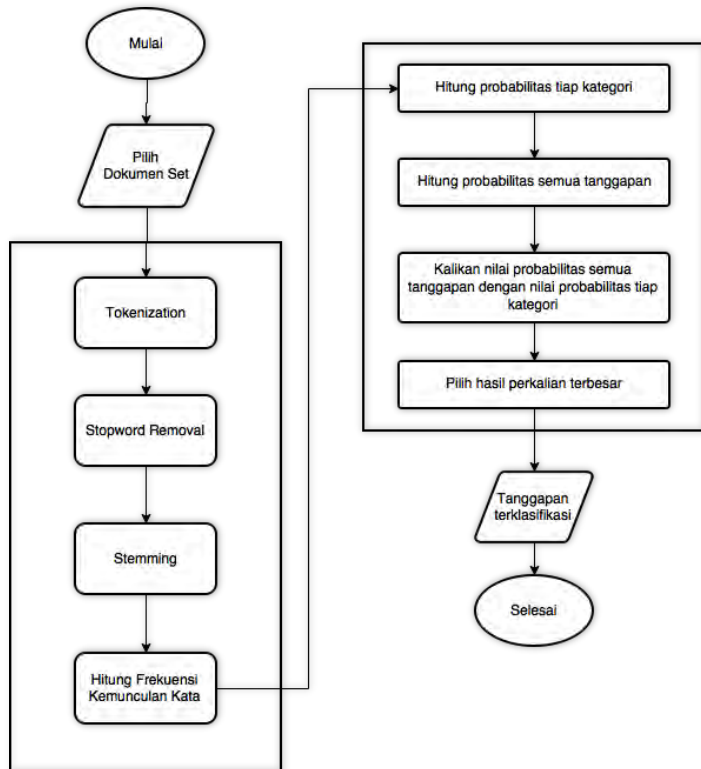 Mulai
Pilih
Dokumen Set
Tokenization
Stopword Removal
Stemming
Hitung Frekuensi
Kemunculan Kata
Hitung probabilitas tiap kategori
Hitung probabilitas semua tanggapan
Kalikan nilai probabilitas semua
tanggapan dengan nilai probabilitas tiap
kategori
Pilih hasil perkalian terbesar
Tanggapan
terklasifikasi
Selesai